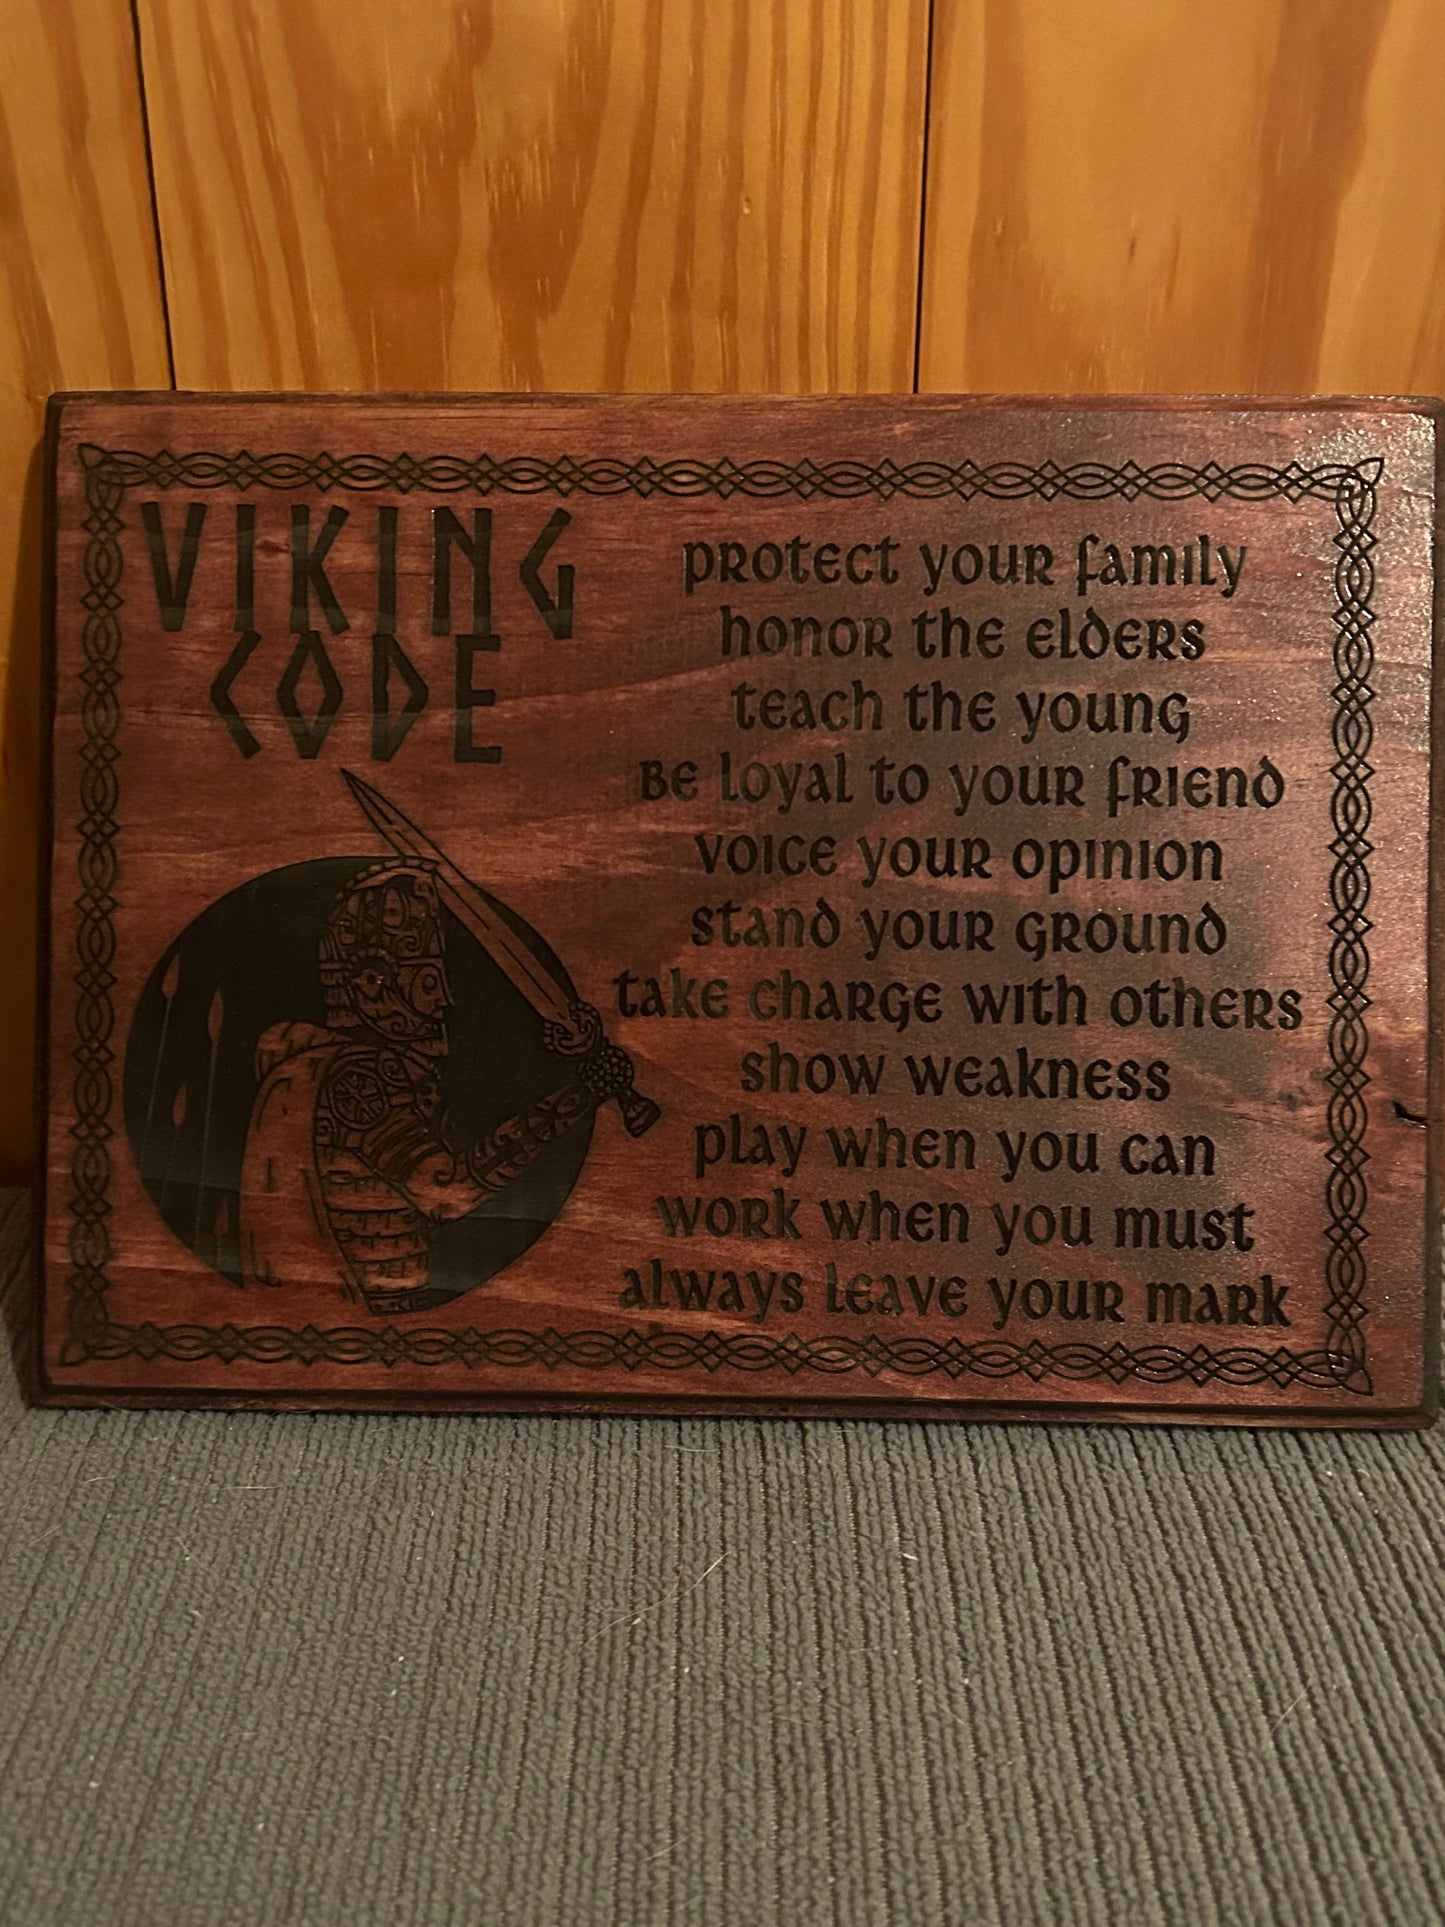 VIKING
CODE
protect your family
honor the elders
teach the young
be loyal to your friend
voice your opinion
stand your ground
take charge with others
show weakness
play when you can
work when you must
always leave your mark